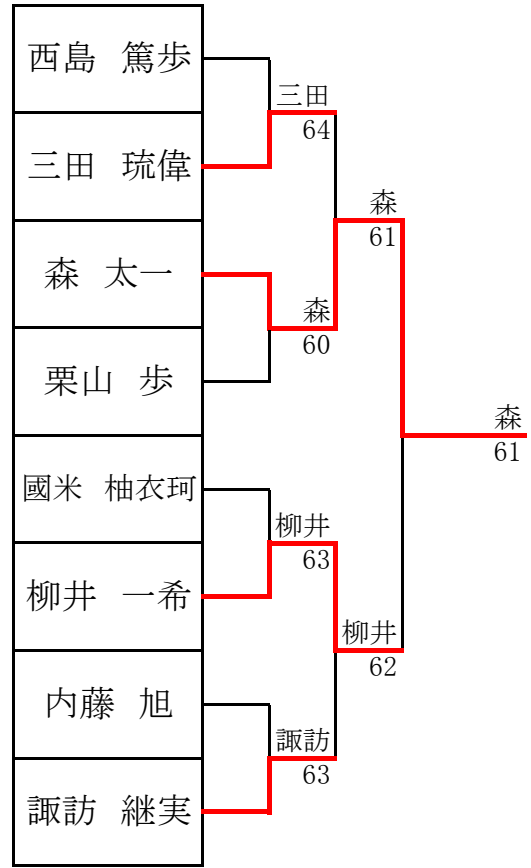 西島 篤歩
三田 琉偉
森 太一
栗山 歩
國米 柚衣珂
柳井 一希
内藤 旭
諏訪 継実
三田
64
森
60
柳井
63
諏訪
63
森
61
柳井
62
森
61